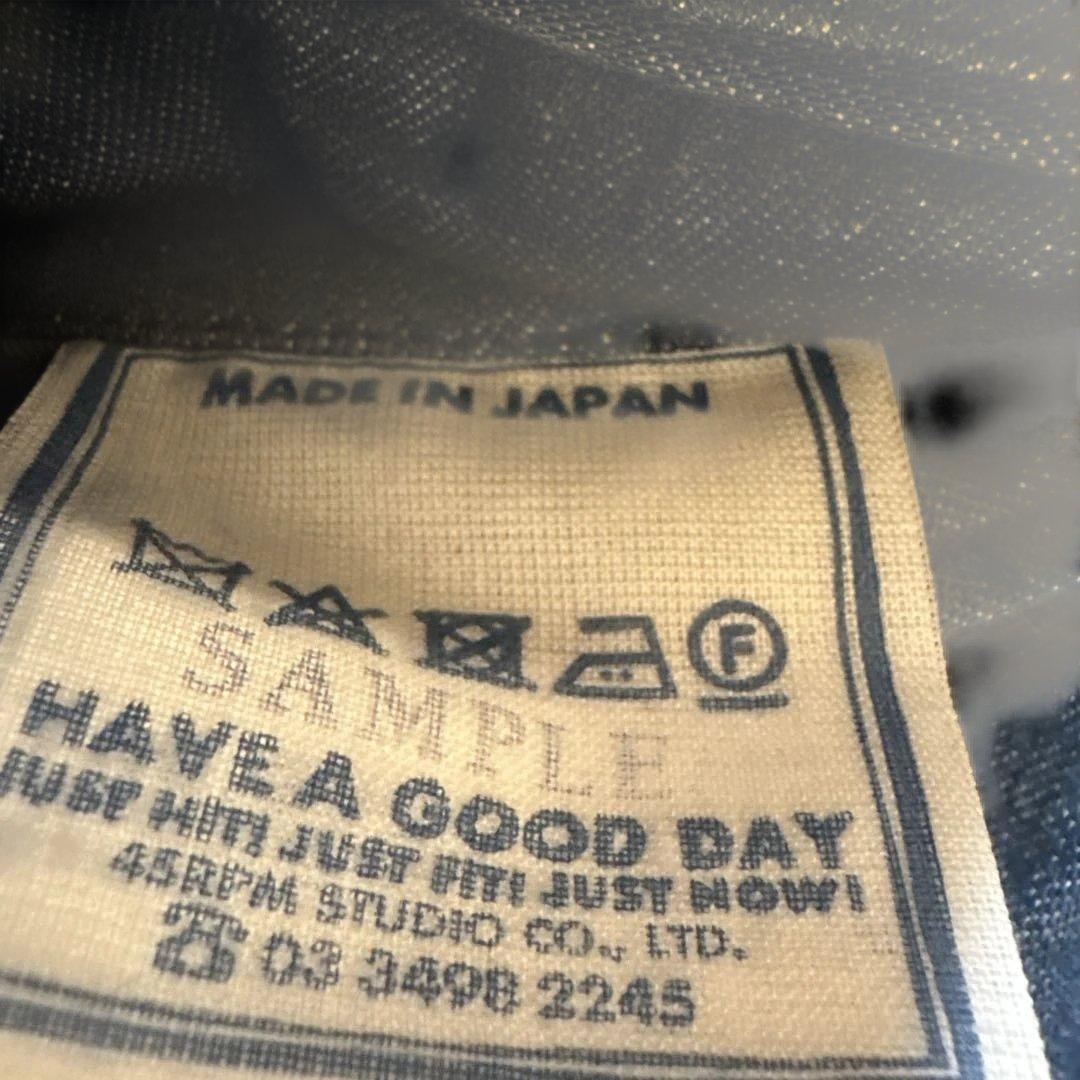 MADE IN JAPAN
F
SAMPLE
HAVE A GOOD DAY
JUST HIT! JUST FIT! JUST NOW!
45RPM STUDIO CO., LTD.
☎ 03 3498 2245